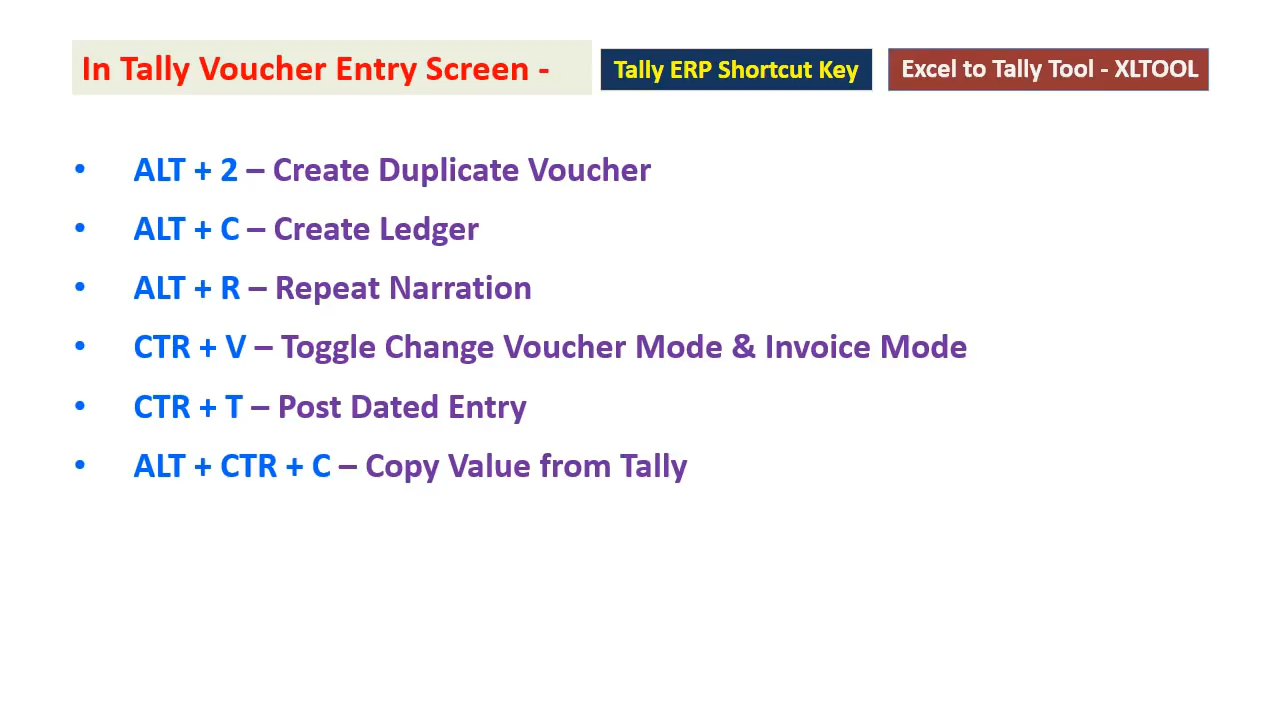 In Tally Voucher Entry Screen -
Tally ERP Shortcut Key
Excel to Tally Tool - XLTOOL
• ALT + 2 – Create Duplicate Voucher
• ALT + C – Create Ledger
• ALT + R – Repeat Narration
• CTR + V – Toggle Change Voucher Mode & Invoice Mode
• CTR + T – Post Dated Entry
• ALT + CTR + C – Copy Value from Tally